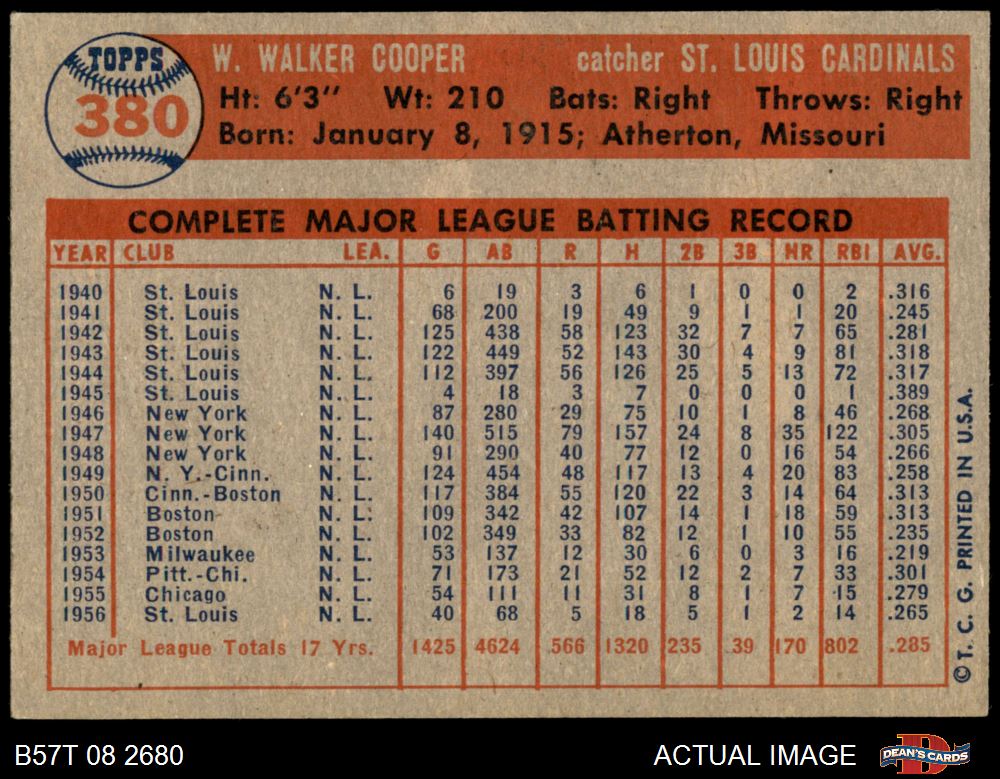 TOPPS
380
W. WALKER COOPER catcher ST. LOUIS CARDINALS
Ht: 6'3" Wt: 210 Bats: Right Throws: Right
Born: January 8, 1915; Atherton, Missouri
COMPLETE MAJOR LEAGUE BATTING RECORD
YEAR CLUB LEA. G AB R H 2B 3B HR RBI AVG.
1940 St. Louis N. L. 6 19 3 6 1 0 0 2 .316
1941 St. Louis N. L. 68 200 19 49 9 1 1 20 .245
1942 St. Louis N. L. 125 438 58 123 32 7 7 65 .281
1943 St. Louis N. L. 122 449 52 143 30 4 9 81 .318
1944 St. Louis N. L. 112 397 56 126 25 5 13 72 .317
1945 St. Louis N. L. 4 18 3 7 0 0 0 1 .389
1946 New York N. L. 87 280 29 75 10 1 8 46 .268
1947 New York N. L. 140 515 79 157 24 8 35 122 .305
1948 New York N. L. 91 290 40 77 12 0 16 54 .266
1949 N. Y.-Cinn. N. L. 124 454 48 117 13 4 20 83 .258
1950 Cinn.-Boston N. L. 117 384 55 120 22 3 14 64 .313
1951 Boston N. L. 109 342 42 107 14 1 18 59 .313
1952 Boston N. L. 102 349 33 82 12 1 10 55 .235
1953 Milwaukee N. L. 53 137 12 30 6 0 3 16 .219
1954 Pitt.-Chi. N. L. 71 173 21 52 12 2 7 33 .301
1955 Chicago N. L. 54 111 11 31 8 1 7 15 .279
1956 St. Louis N. L. 40 68 5 18 5 1 2 14 .265
Major League Totals 17 Yrs. 1425 4624 566 1320 235 39 170 802 .285
© T. C. G. PRINTED IN U.S.A.
B57T 08 2680 ACTUAL IMAGE DEAN'S CARDS